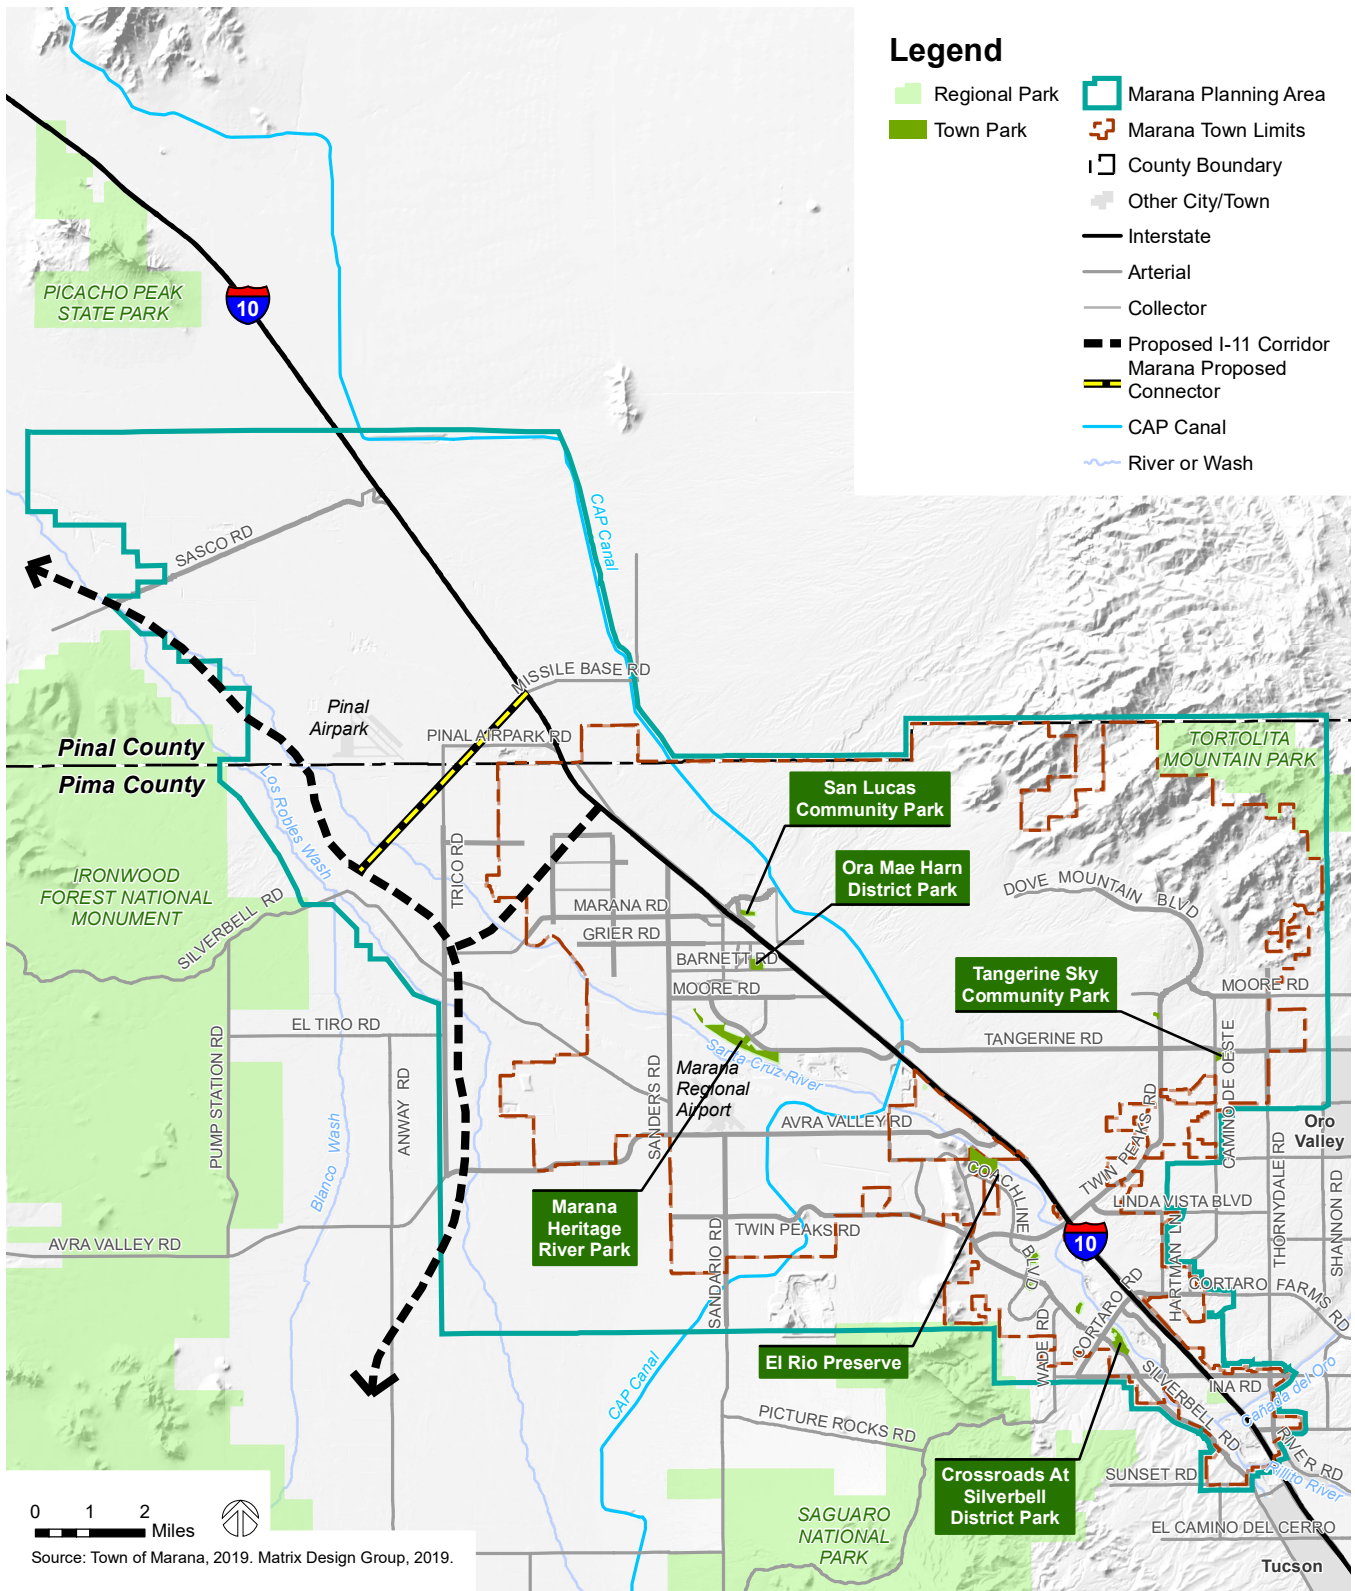 Legend
Regional Park
Town Park
Marana Planning Area
Marana Town Limits
County Boundary
Other City/Town
Interstate
Arterial
Collector
Proposed I-11 Corridor
Marana Proposed
Connector
CAP Canal
River or Wash
PICACHO PEAK
STATE PARK
10
SASCO RD
CAP Canal
MISSILE BASE RD
Pinal
Airpark
PINAL AIRPARK RD
Pinal County
Pima County
TORTOLITA
MOUNTAIN PARK
Los Robles Wash
San Lucas
Community Park
Ora Mae Harn
District Park
TRICO RD
IRONWOOD
FOREST NATIONAL
MONUMENT
SILVERBELL RD
MARANA RD
GRIER RD
BARNETT RD
MOORE RD
DOVE MOUNTAIN BLVD
Tangerine Sky
Community Park
MOORE RD
EL TIRO RD
TANGERINE RD
PUMP STATION RD
ANWAY RD
SANDERS RD
Santa Cruz River
Marana
Regional
Airport
AVRA VALLEY RD
CAMINO DE OESTE
Oro
Valley
Blanco Wash
TWIN PEAKS RD
COACHLINE BLVD
THORNYDALE RD
SHANNON RD
LINDA VISTA BLVD
HARTMAN LN
Marana
Heritage
River Park
TWIN PEAKS RD
SANDARIO RD
AVRA VALLEY RD
10
CORTARO FARMS RD
CORTARO RD
WADE RD
El Rio Preserve
CAP Canal
INA RD
SILVERBELL RD
Cañada del Oro
PICTURE ROCKS RD
RIVER RD
Rillito River
SUNSET RD
Crossroads At
Silverbell
District Park
SAGUARO
NATIONAL
PARK
EL CAMINO DEL CERRO
Tucson
0 1 2
Miles
Source: Town of Marana, 2019. Matrix Design Group, 2019.